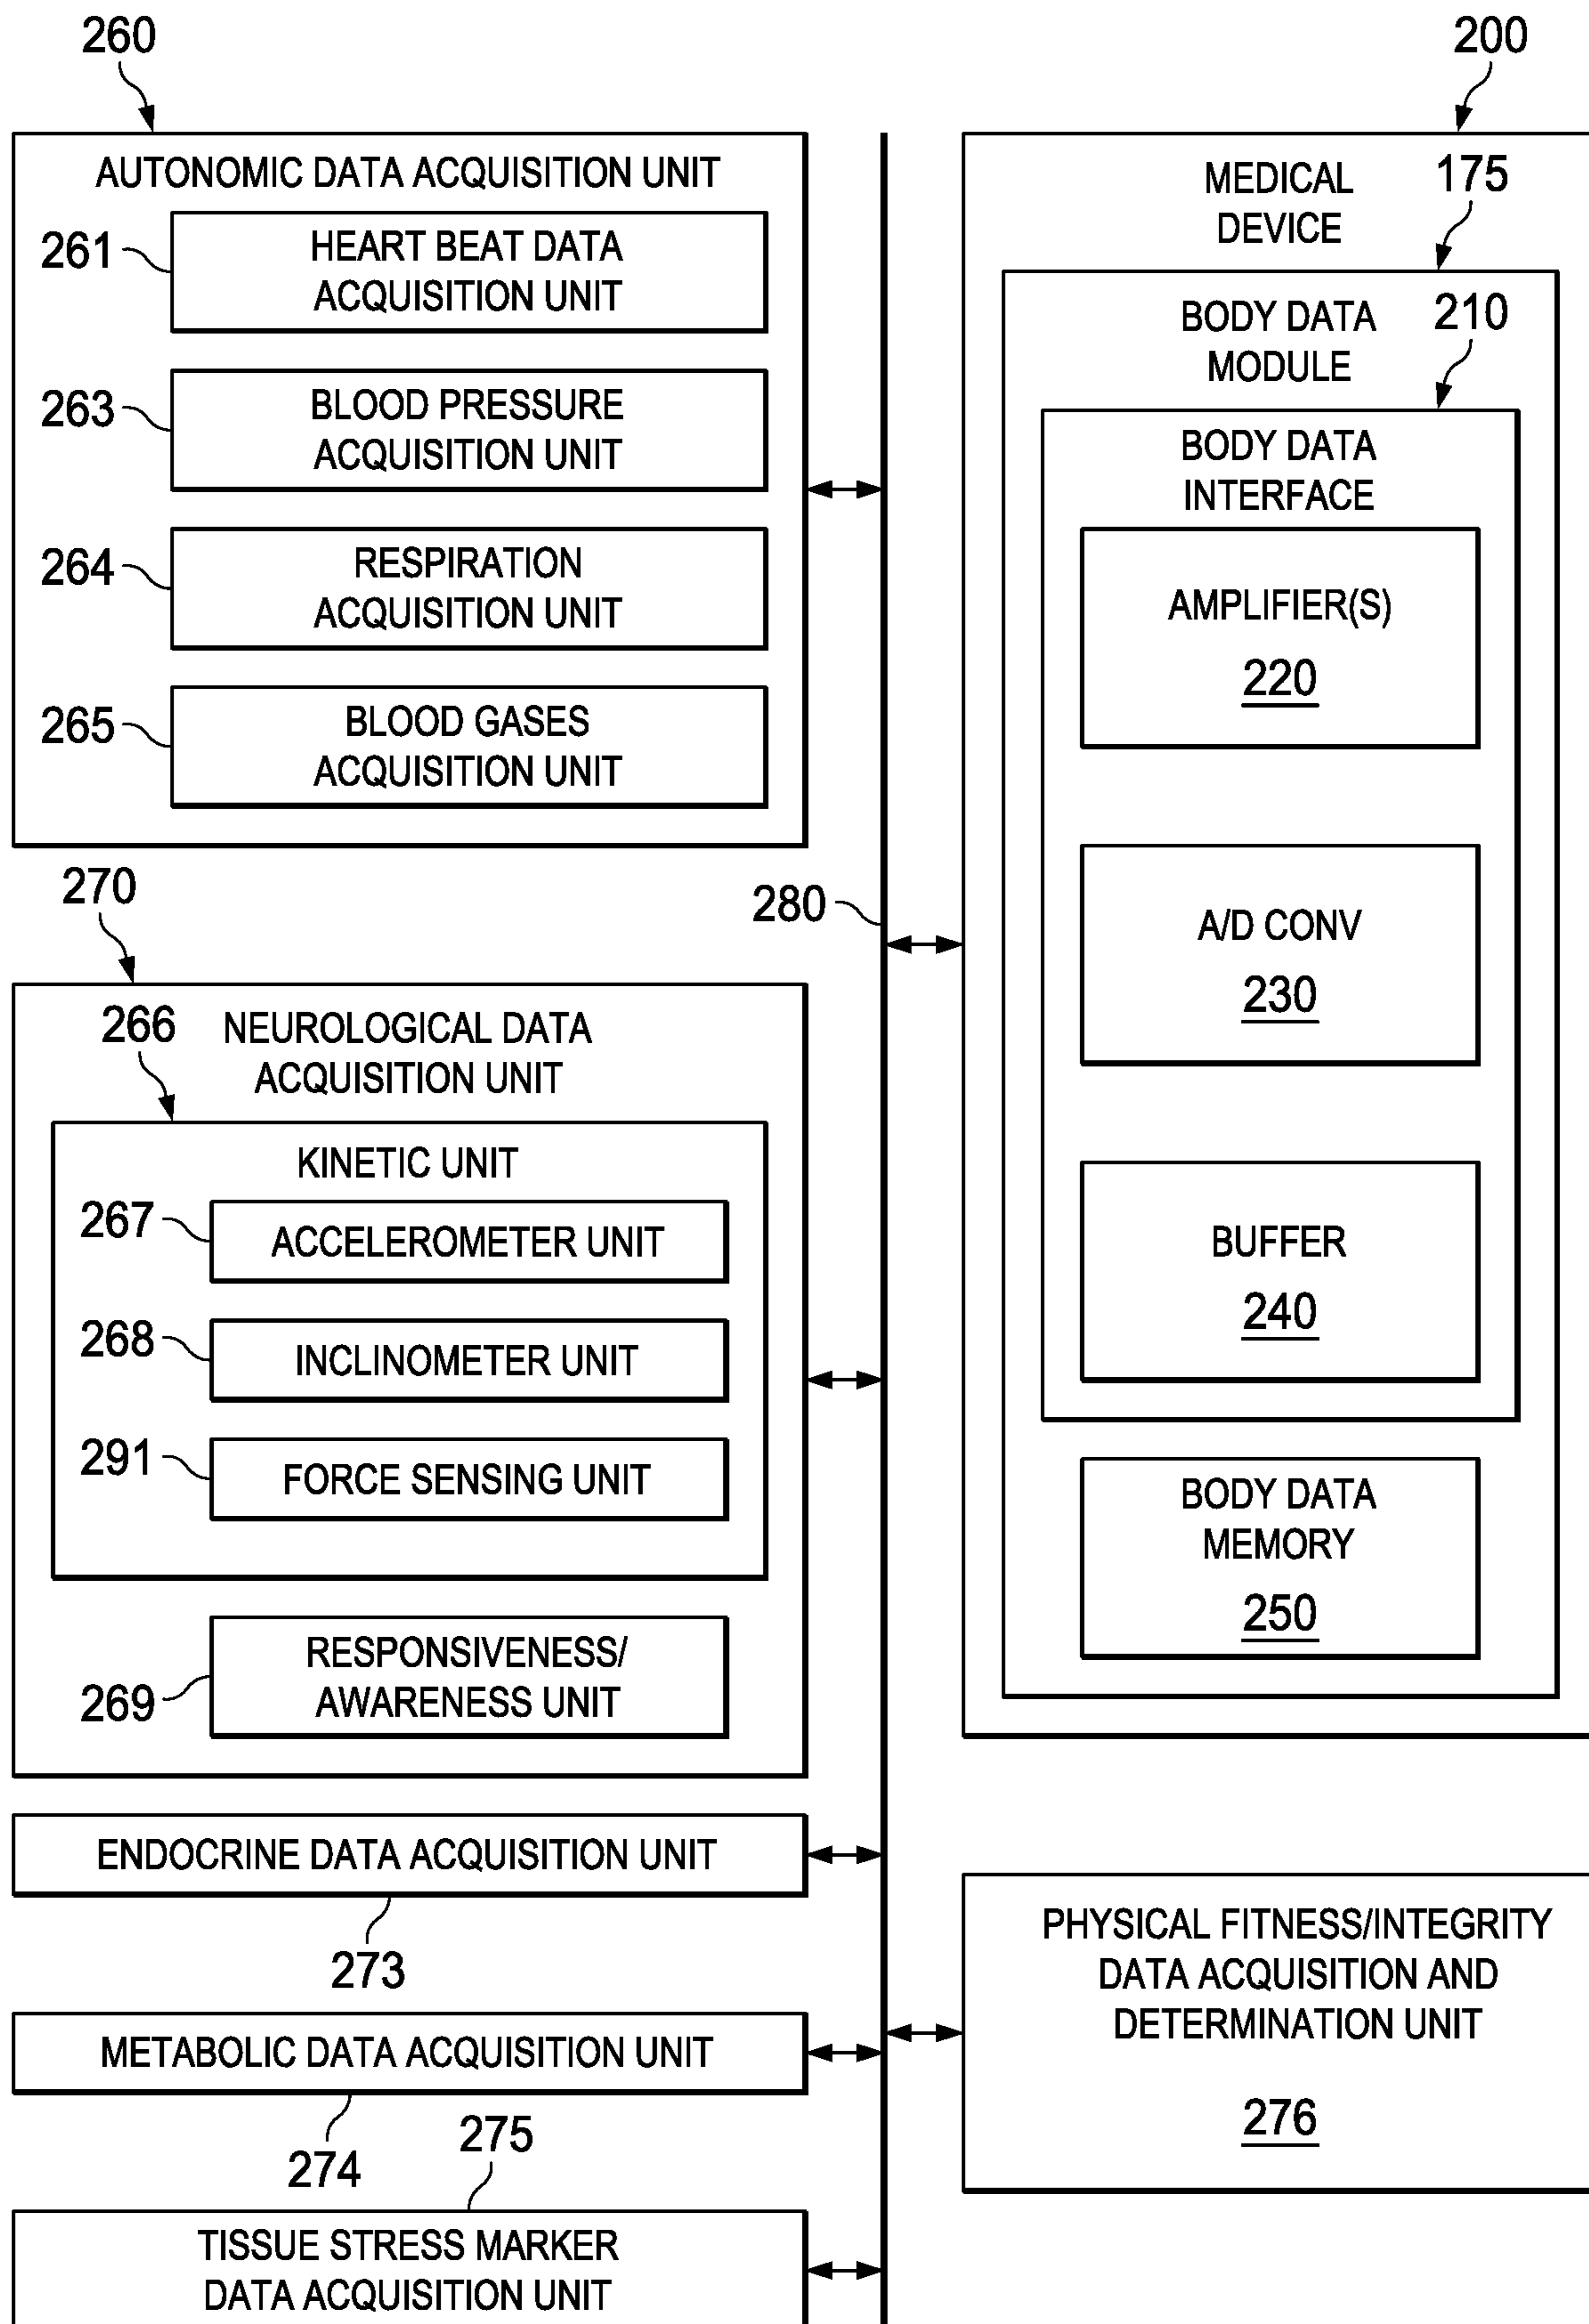 260
AUTONOMIC DATA ACQUISITION UNIT
261
HEART BEAT DATA
ACQUISITION UNIT
263
BLOOD PRESSURE
ACQUISITION UNIT
264
RESPIRATION
ACQUISITION UNIT
265
BLOOD GASES
ACQUISITION UNIT
270
266
NEUROLOGICAL DATA
ACQUISITION UNIT
KINETIC UNIT
267
ACCELEROMETER UNIT
268
INCLINOMETER UNIT
291
FORCE SENSING UNIT
269
RESPONSIVENESS/
AWARENESS UNIT
ENDOCRINE DATA ACQUISITION UNIT
273
METABOLIC DATA ACQUISITION UNIT
274
275
TISSUE STRESS MARKER
DATA ACQUISITION UNIT
280
200
MEDICAL
DEVICE
175
BODY DATA
MODULE
210
BODY DATA
INTERFACE
AMPLIFIER(S)
220
A/D CONV
230
BUFFER
240
BODY DATA
MEMORY
250
PHYSICAL FITNESS/INTEGRITY
DATA ACQUISITION AND
DETERMINATION UNIT
276